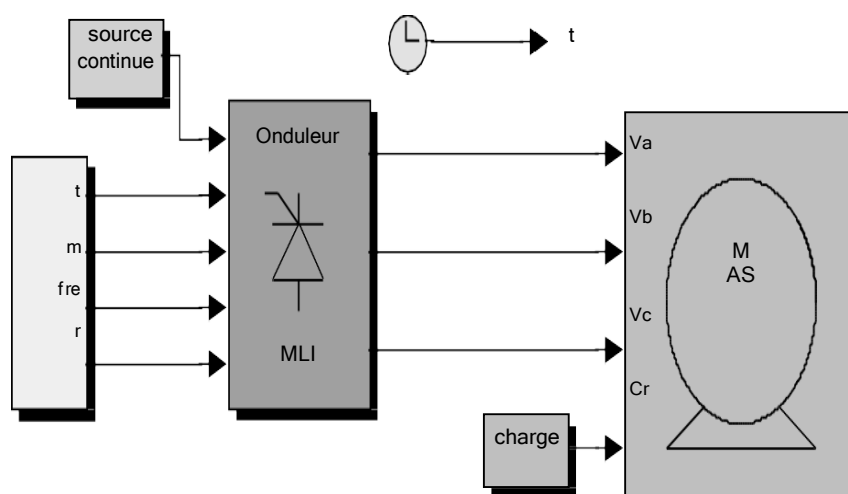 source
continue
t
Onduleur
Va
t
Vb
m
M
AS
fre
Vc
r
MLI
Cr
charge